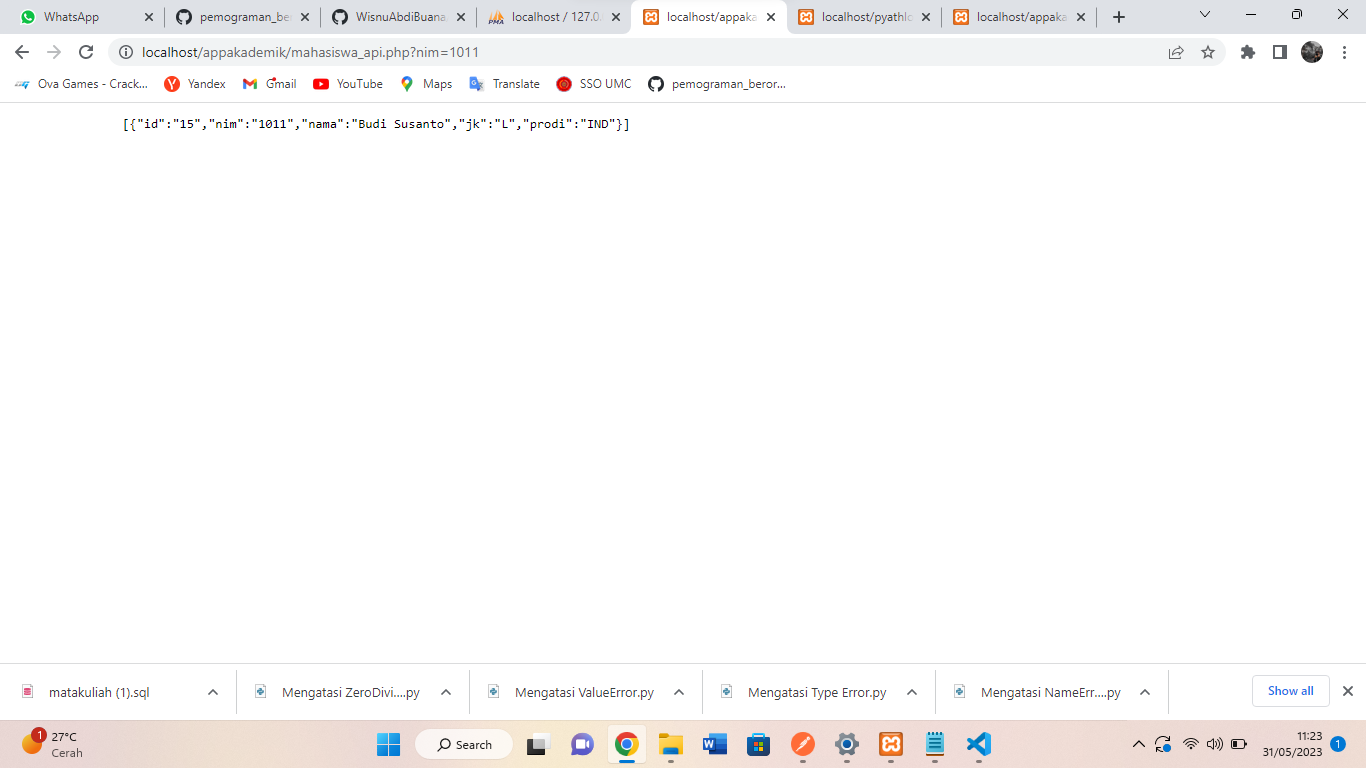 WhatsApp
pemograman_be
WisnuAbdiBuana
localhost / 127.0.
localhost/appaka
localhost/pyathlo
localhost/appaka
localhost/appakademik/mahasiswa_api.php?nim=1011
Ova Games - Crack...
Yandex
Gmail
YouTube
Maps
Translate
SSO UMC
pemograman_beror...
[{"id":"15","nim":"1011","nama":"Budi Susanto","jk":"L","prodi":"IND"}]
matakuliah (1).sql
Mengatasi ZeroDivi....py
Mengatasi ValueError.py
Mengatasi Type Error.py
Mengatasi NameErr....py
Show all
1
27°C
Cerah
Search
11:23
31/05/2023
1